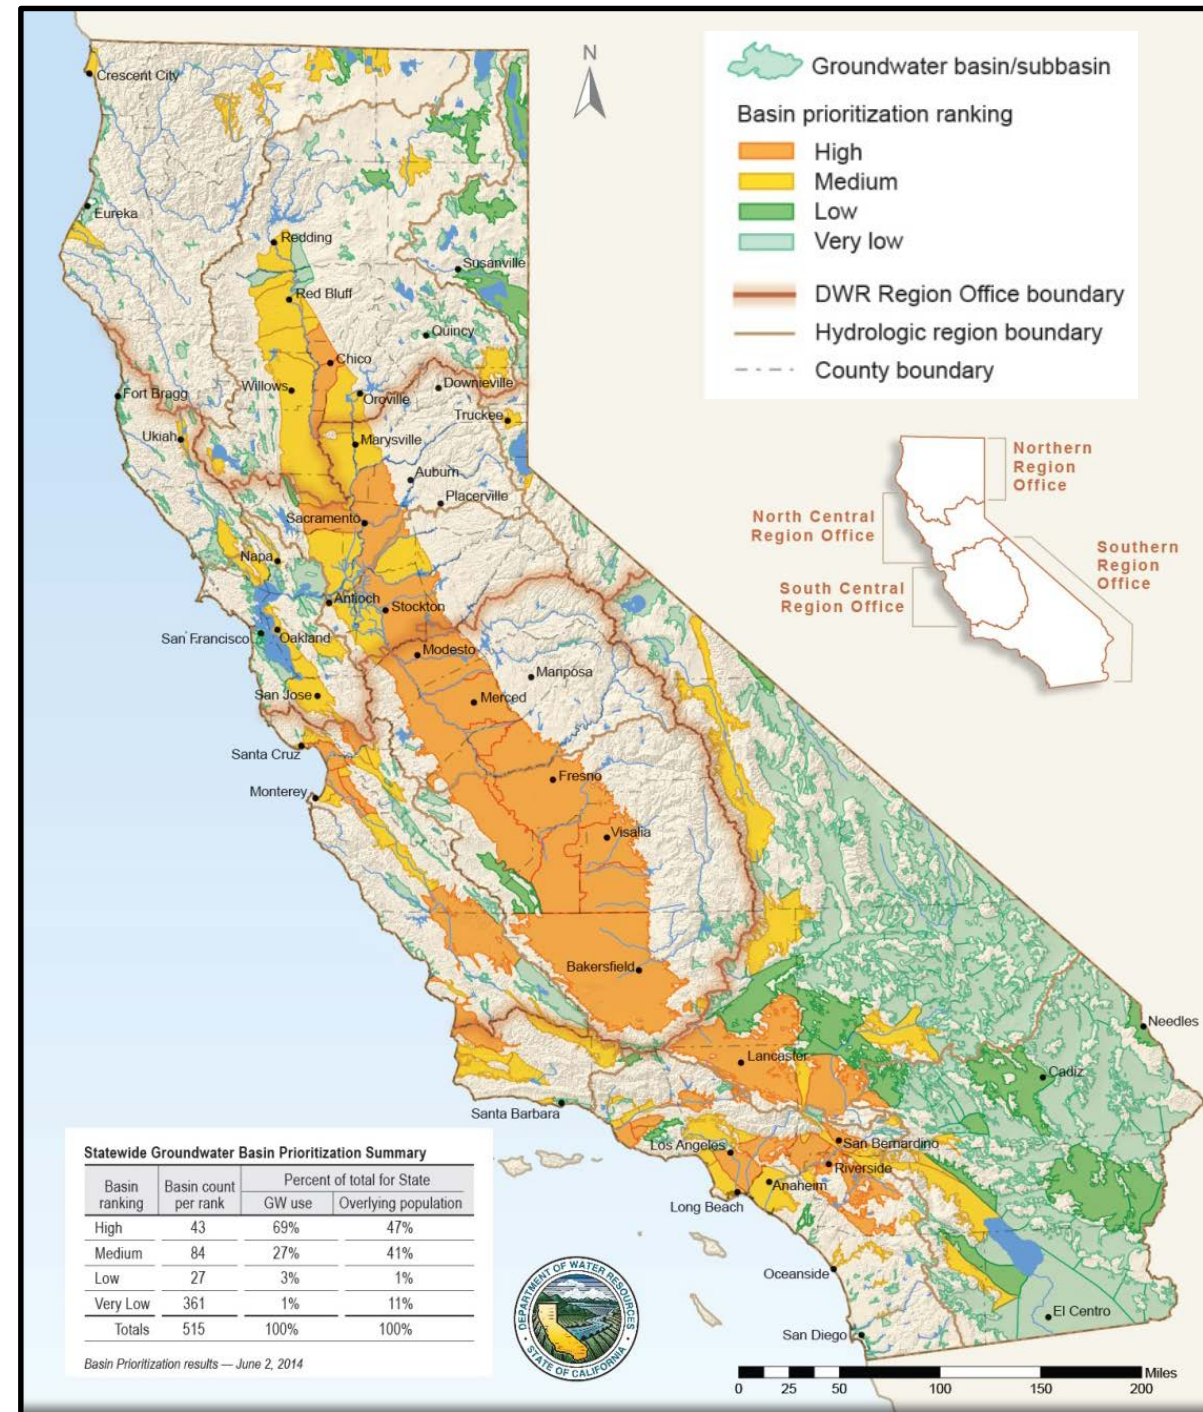 N
Groundwater basin/subbasin
Basin prioritization ranking
High
Medium
Low
Very low
DWR Region Office boundary
Hydrologic region boundary
County boundary
Crescent City
Eureka
Redding
Susanville
Red Bluff
Quincy
Chico
Willows
Downieville
Fort Bragg
Oroville
Truckee
Ukiah
Marysville
Auburn
Placerville
Sacramento
Napa
Antioch
Stockton
San Francisco
Oakland
Modesto
Mariposa
San Jose
Merced
Santa Cruz
Fresno
Monterey
Visalia
Bakersfield
Needles
Lancaster
Cadiz
Santa Barbara
Los Angeles
San Bernardino
Riverside
Anaheim
Long Beach
Oceanside
El Centro
San Diego
Northern
Region
Office
North Central
Region Office
Southern
Region
Office
South Central
Region Office
Statewide Groundwater Basin Prioritization Summary
Basin ranking Basin count per rank Percent of total for State
GW use Overlying population
High 43 69% 47%
Medium 84 27% 41%
Low 27 3% 1%
Very Low 361 1% 11%
Totals 515 100% 100%
Basin Prioritization results — June 2, 2014
DEPARTMENT OF WATER RESOURCES
STATE OF CALIFORNIA
Miles
0 25 50 100 150 200